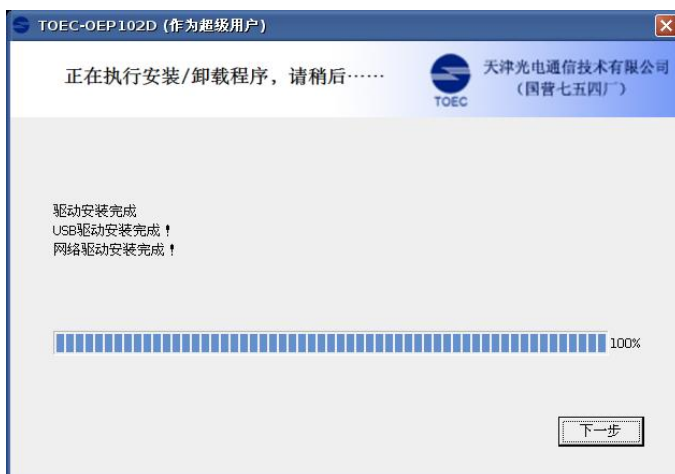 TOEC-OEP102D (作为超级用户)
正在执行安装/卸载程序，请稍后……
TOEC
天津光电通信技术有限公司
（国营七五四厂）
驱动安装完成
USB驱动安装完成！
网络驱动安装完成！
100%
下一步